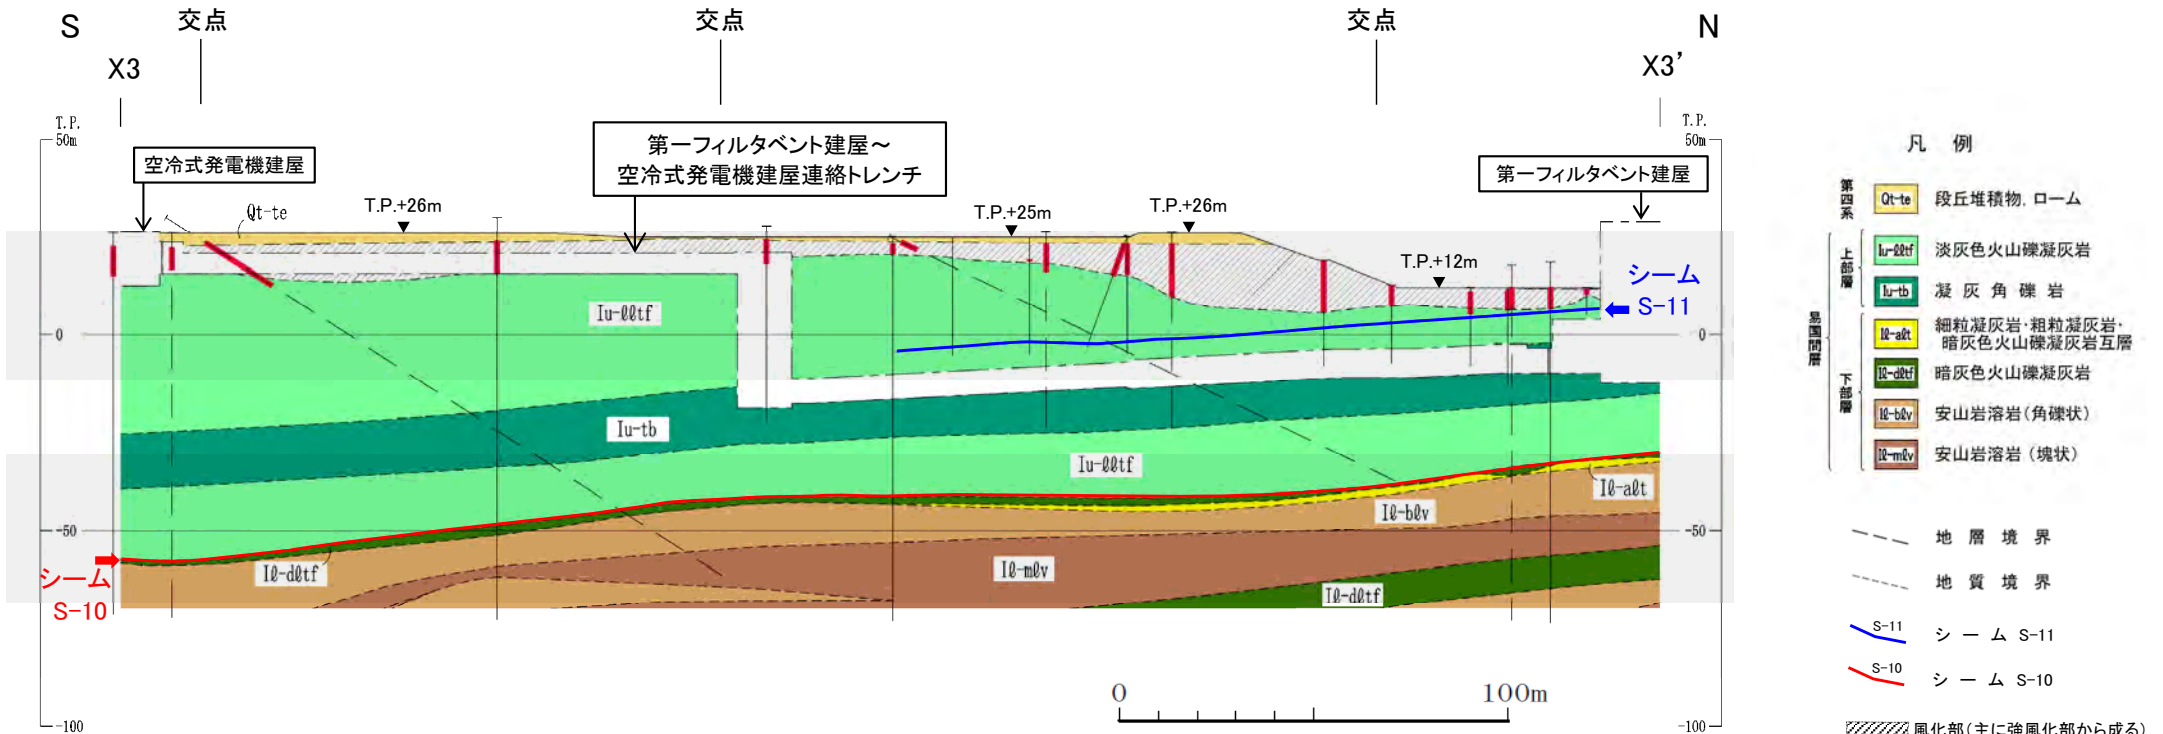 S
交点
交点
交点
N
X3
X3’
T.P.
50m
T.P.
50m
空冷式発電機建屋
第一フィルタベント建屋～
空冷式発電機建屋連絡トレンチ
第一フィルタベント建屋
Qt-te
T.P.+26m
T.P.+25m
T.P.+26m
T.P.+12m
シーム
S-11
0
0
Iu-ℓℓtf
Iu-tb
Iu-ℓℓtf
Iℓ-aℓt
Iℓ-bℓv
-50
-50
シーム
S-10
Iℓ-dℓtf
Iℓ-mℓv
Iℓ-dℓtf
0
100m
-100
-100
凡 例
第四系
Qt-te 段丘堆積物, ローム
易国間層
上部層
Iu-ℓℓtf 淡灰色火山礫凝灰岩
Iu-tb 凝 灰 角 礫 岩
下部層
Iℓ-aℓt 細粒凝灰岩・粗粒凝灰岩・
暗灰色火山礫凝灰岩互層
Iℓ-dℓtf 暗灰色火山礫凝灰岩
Iℓ-bℓv 安山岩溶岩(角礫状)
Iℓ-mℓv 安山岩溶岩(塊状)
地 層 境 界
地 質 境 界
S-11 シ ー ム S-11
S-10 シ ー ム S-10
風化部(主に強風化部から成る)